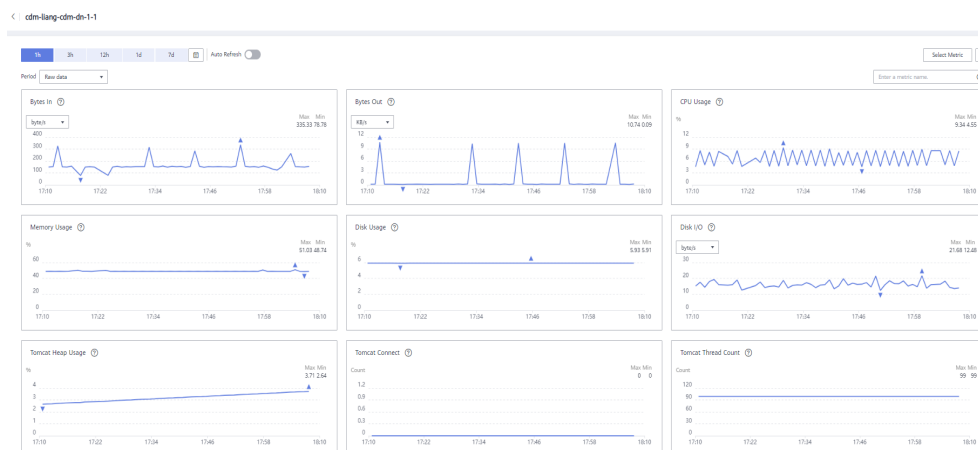 < cdm-liang-cdm-dn-1-1
1h 3h 12h 1d 7d Auto Refresh Select Metric
Period Raw data Enter a metric name.
Bytes In ?
byte/s
Max Min
335.33 78.78
400
300
200
100
0
17:10 17:22 17:34 17:46 17:58 18:10
Bytes Out ?
KB/s
Max Min
10.74 0.09
12
9
6
3
0
17:10 17:22 17:34 17:46 17:58 18:10
CPU Usage ?
%
Max Min
9.34 4.55
12
9
6
3
0
17:10 17:22 17:34 17:46 17:58 18:10
Memory Usage ?
%
Max Min
51.03 48.74
60
40
20
0
17:10 17:22 17:34 17:46 17:58 18:10
Disk Usage ?
%
Max Min
5.93 5.91
6
4
2
0
17:10 17:22 17:34 17:46 17:58 18:10
Disk I/O ?
byte/s
Max Min
21.68 12.48
30
20
10
0
17:10 17:22 17:34 17:46 17:58 18:10
Tomcat Heap Usage ?
%
Max Min
3.71 2.64
4
3
2
1
0
17:10 17:22 17:34 17:46 17:58 18:10
Tomcat Connect ?
Count
Max Min
0 0
1.2
0.9
0.6
0.3
0
17:10 17:22 17:34 17:46 17:58 18:10
Tomcat Thread Count ?
Count
Max Min
99 99
120
90
60
30
0
17:10 17:22 17:34 17:46 17:58 18:10